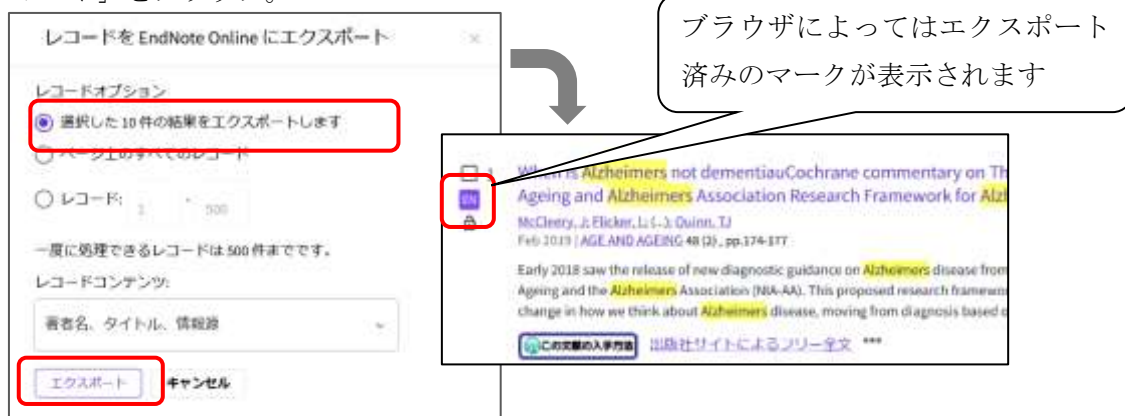 レコードを EndNote Online にエクスポート
×
レコードオプション
選択した 10 件の結果をエクスポートします
ページ上のすべてのレコード
レコード: 1 - 500
一度に処理できるレコードは 500 件までです。
レコードコンテンツ:
著者名、タイトル、情報源
エクスポート
キャンセル
ブラウザによってはエクスポート
済みのマークが表示されます
1
When is Alzheimers not dementiauCochrane commentary on Th
EN
Ageing and Alzheimers Association Research Framework for Alz
McCleery, J; Flicker, L; (...); Quinn, TJ
Feb 2019 | AGE AND AGEING 48 (2) , pp.174-177
Early 2018 saw the release of new diagnostic guidance on Alzheimers disease from
Ageing and the Alzheimers Association (NIA-AA). This proposed research framewo
change in how we think about Alzheimers disease, moving from diagnosis based o
この文献の入手方法
出版社サイトによるフリー全文
***